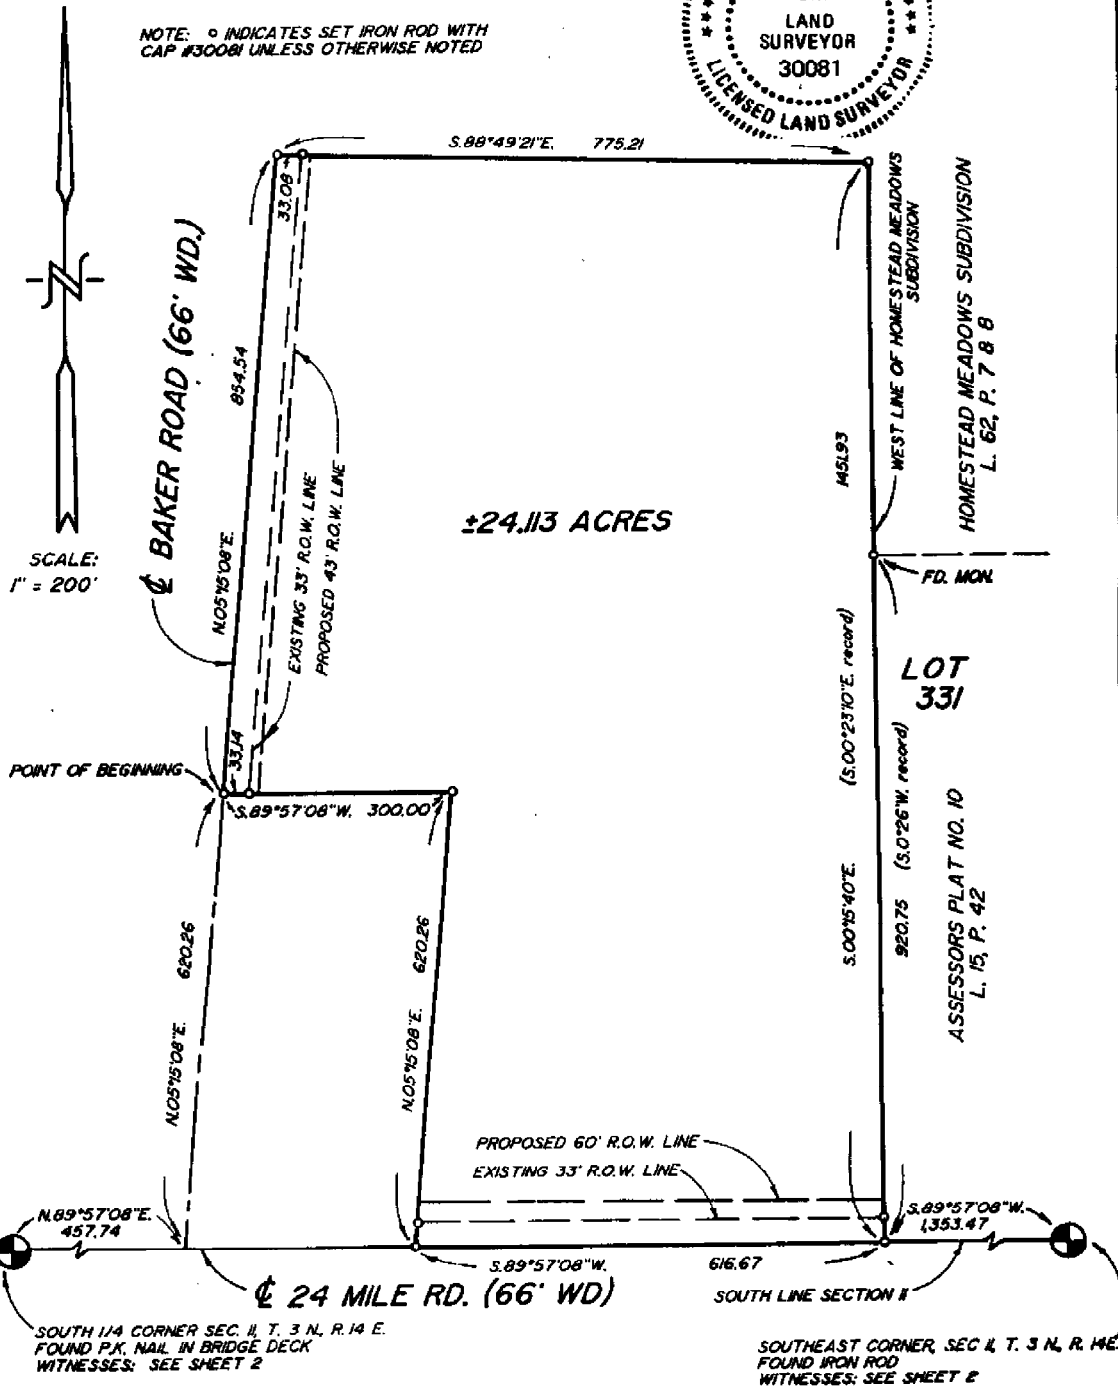 NOTE: o INDICATES SET IRON ROD WITH
CAP #30081 UNLESS OTHERWISE NOTED
LAND
SURVEYOR
30081
LICENSED LAND SURVEYOR
S.88°49'21"E. 775.21
33.08
BAKER ROAD (66' WD.)
854.54
N.05°15'08"E.
EXISTING 33' R.O.W. LINE
PROPOSED 43' R.O.W. LINE
WEST LINE OF HOMESTEAD MEADOWS
SUBDIVISION
HOMESTEAD MEADOWS SUBDIVISION
L. 62, P. 7 & 8
1451.93
±24.113 ACRES
SCALE:
1" = 200'
FD. MON.
LOT
331
(S.00°23'10"E. record)
S.00°15'40"E.
920.75 (S.0°26'W. record)
ASSESSORS PLAT NO. 10
L. 15, P. 42
POINT OF BEGINNING
33.14
S.89°57'08"W. 300.00'
620.26
N.05°15'08"E.
620.26
N.05°15'08"E.
PROPOSED 60' R.O.W. LINE
EXISTING 33' R.O.W. LINE
N.89°57'08"E.
457.74
S.89°57'08"W.
1,353.47
S.89°57'08"W. 616.67
24 MILE RD. (66' WD)
SOUTH LINE SECTION 11
SOUTH 1/4 CORNER SEC. 11, T. 3 N., R. 14 E.
FOUND P.K. NAIL IN BRIDGE DECK
WITNESSES: SEE SHEET 2
SOUTHEAST CORNER, SEC 11, T. 3 N., R. 14E.
FOUND IRON ROD
WITNESSES: SEE SHEET 2